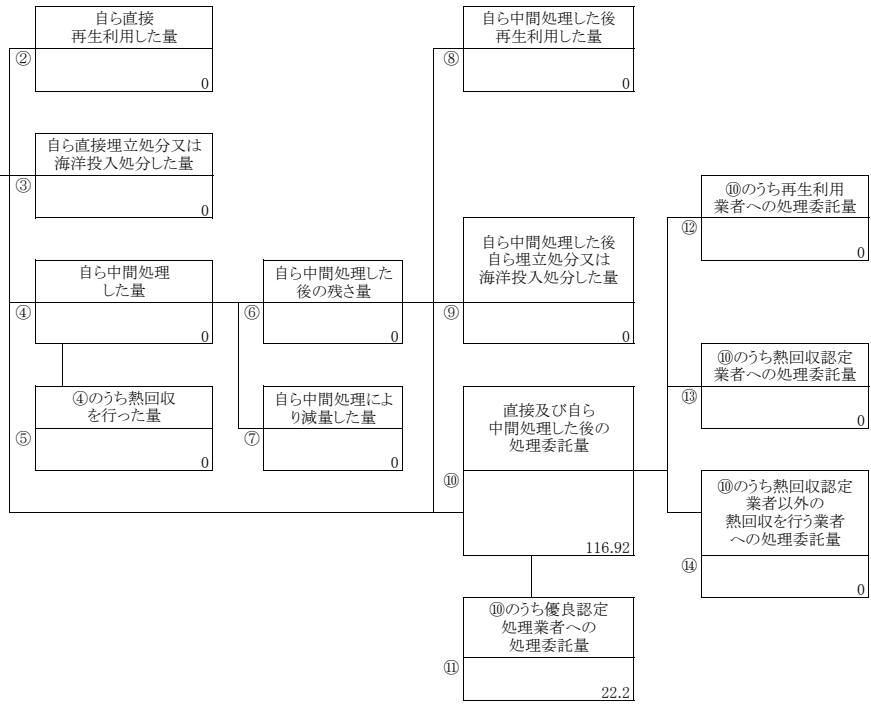 自ら直接
再生利用した量
②
0
自ら直接埋立処分又は
海洋投入処分した量
③
0
自ら中間処理
した量
④
0
④のうち熱回収
を行った量
⑤
0
自ら中間処理した
後の残さ量
⑥
0
自ら中間処理によ
り減量した量
⑦
0
自ら中間処理した後
再生利用した量
⑧
0
自ら中間処理した後
自ら埋立処分又は
海洋投入処分した量
⑨
0
直接及び自ら
中間処理した後の
処理委託量
⑩
116.92
⑩のうち優良認定
処理業者への
処理委託量
⑪
22.2
⑩のうち再生利用
業者への処理委託量
⑫
0
⑩のうち熱回収認定
業者への処理委託量
⑬
0
⑩のうち熱回収認定
業者以外の
熱回収を行う業者
への処理委託量
⑭
0